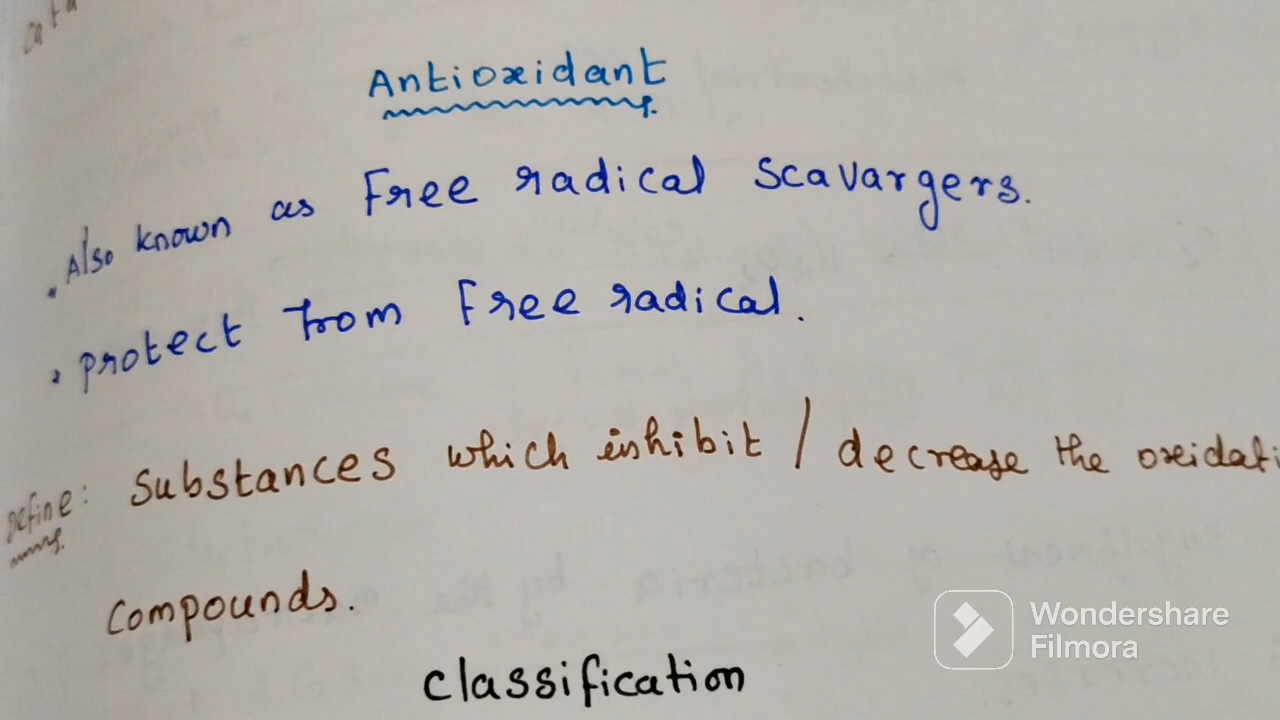 Antioxidant
. Also known as Free radical scavargers.
. protect from Free radical.
Define: Substances which inhibit / decrease the oxidati
compounds.
classification
Wondershare
Filmora